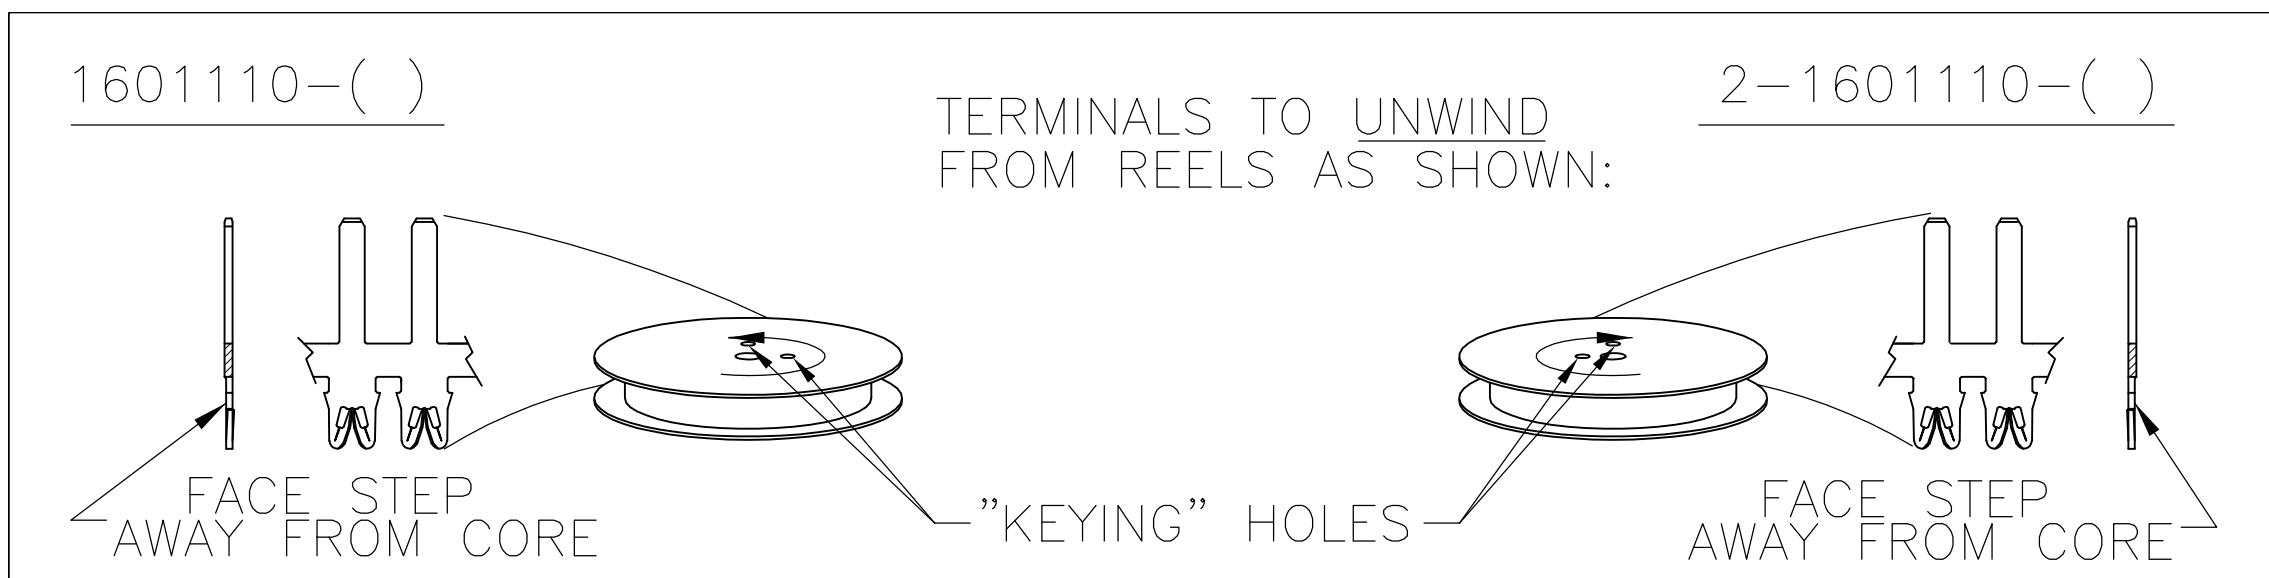 1601110-( )
TERMINALS TO UNWIND
FROM REELS AS SHOWN:
2-1601110-( )
FACE STEP
AWAY FROM CORE
"KEYING" HOLES
FACE STEP
AWAY FROM CORE